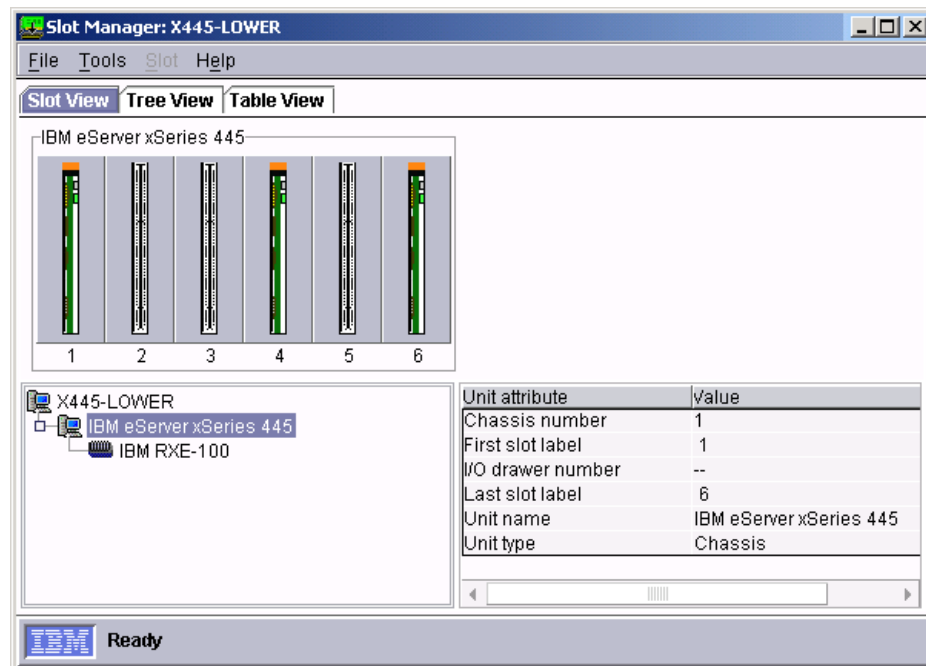 Slot Manager: X445-LOWER
File Tools Slot Help
Slot View Tree View Table View
IBM eServer xSeries 445
1 2 3 4 5 6
X445-LOWER
IBM eServer xSeries 445
IBM RXE-100
Unit attribute Value
Chassis number 1
First slot label 1
I/O drawer number --
Last slot label 6
Unit name IBM eServer xSeries 445
Unit type Chassis
IBM Ready